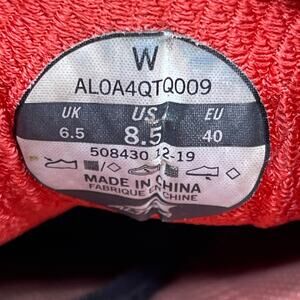 W
AL0A4QTQ009
UK US EU
6.5 8.5 40
508430 12-19
MADE IN CHINA
FABRIQUE EN CHINE